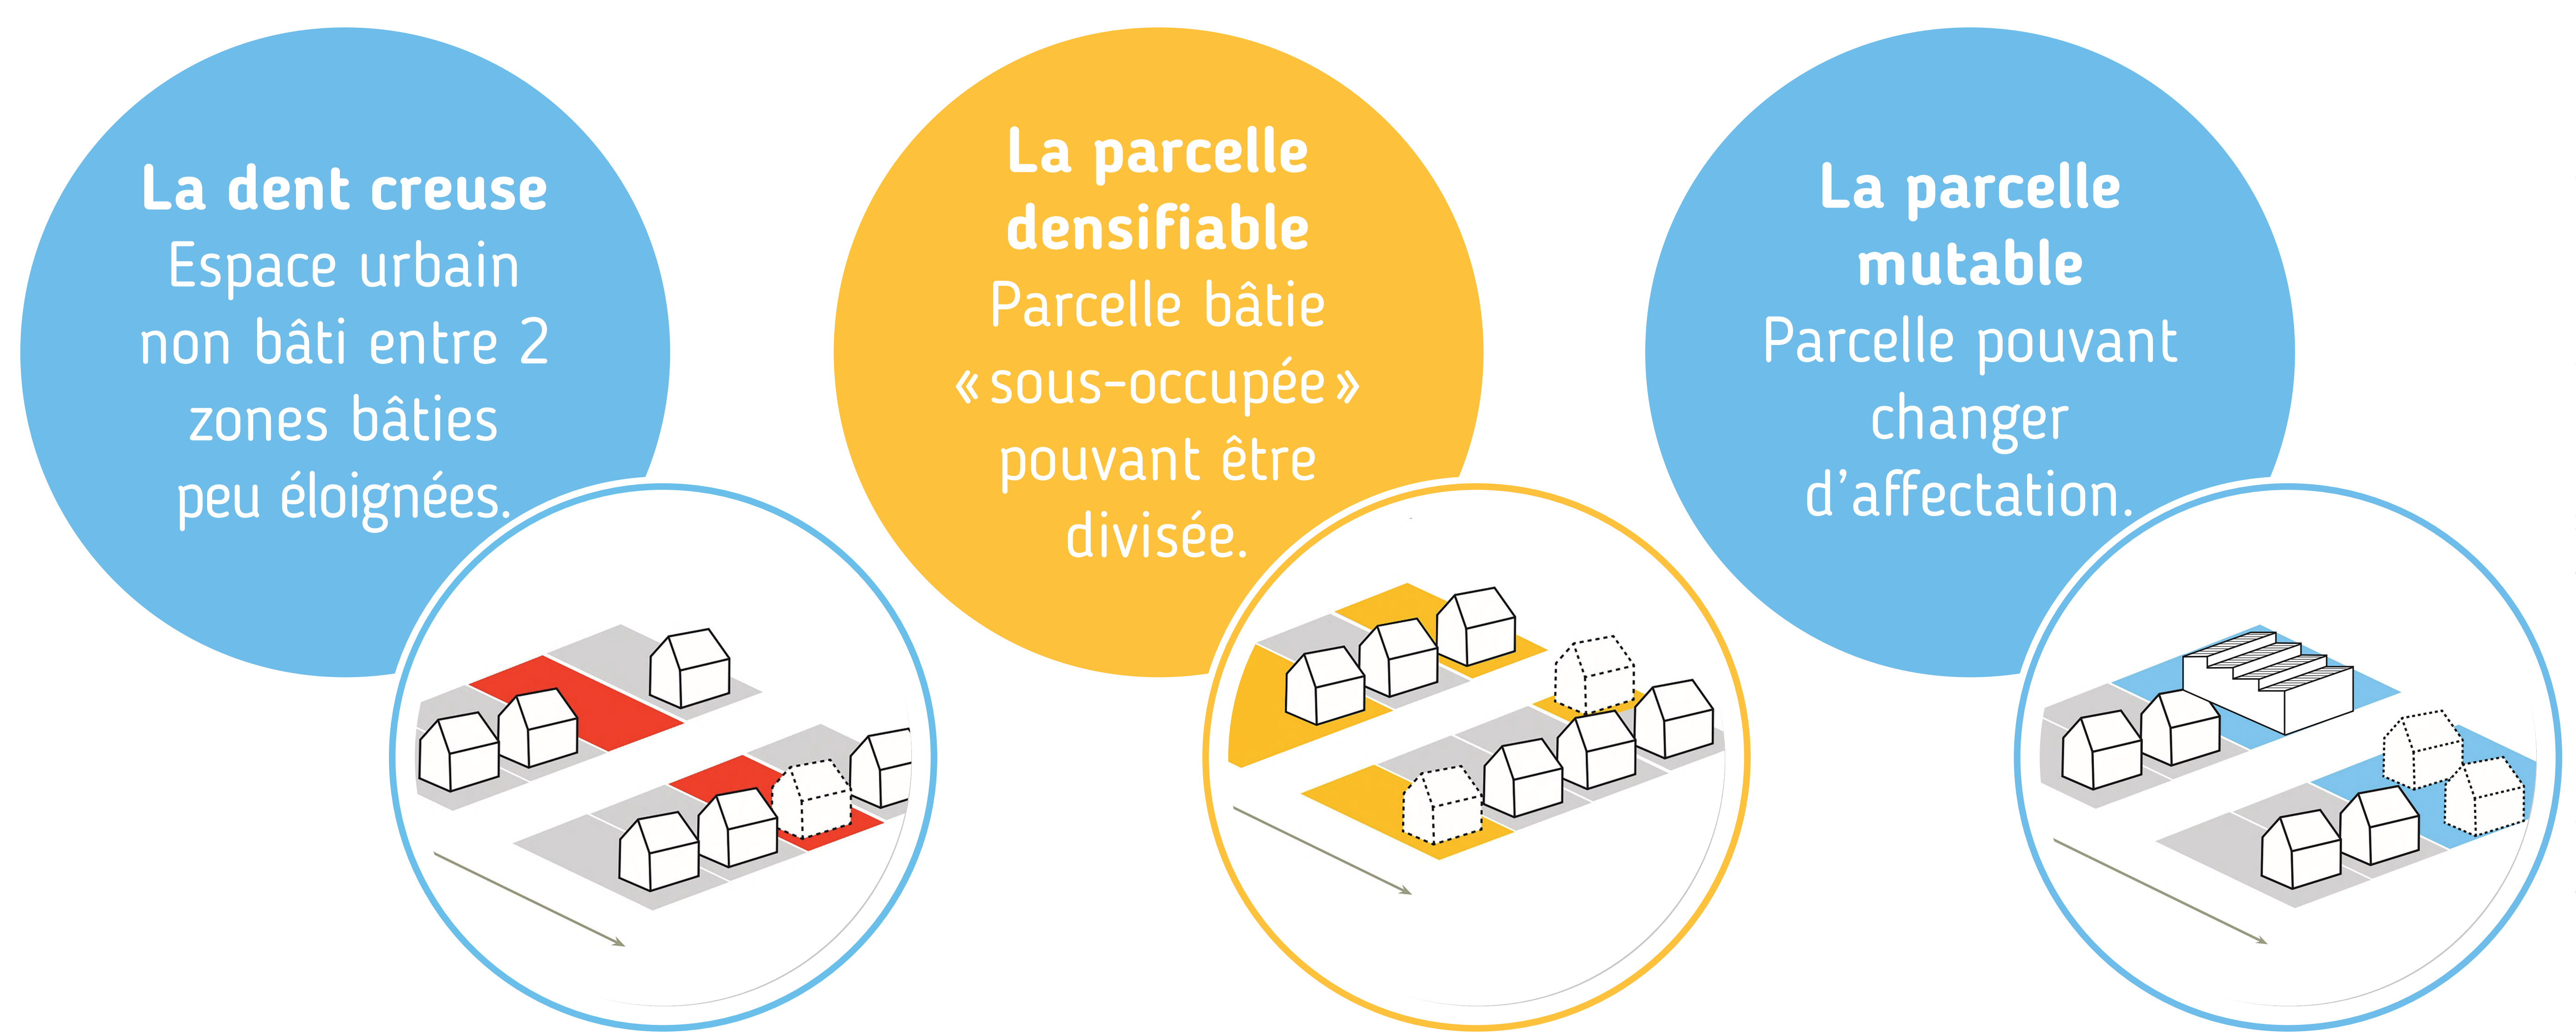 La dent creuse
Espace urbain
non bâti entre 2
zones bâties
peu éloignées.
La parcelle
densifiable
Parcelle bâtie
« sous-occupée »
pouvant être
divisée.
La parcelle
mutable
Parcelle pouvant
changer
d’affectation.